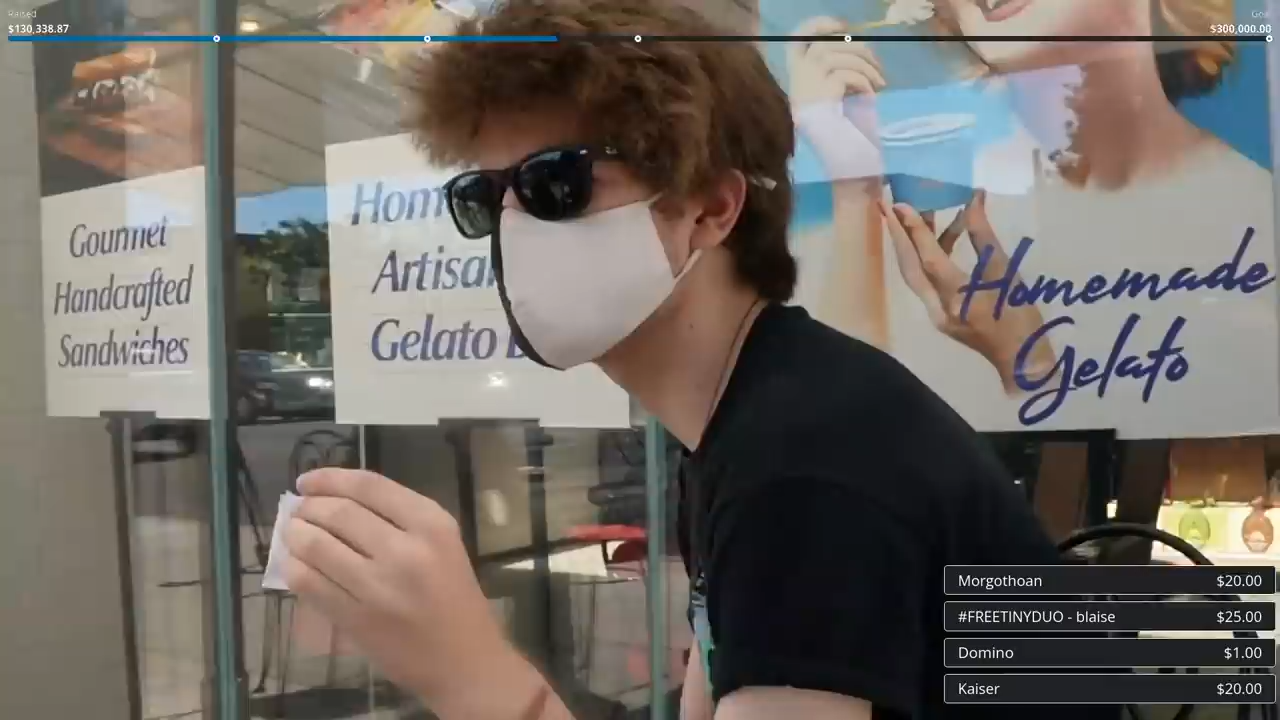 Raised
$130,338.87
Goal
$300,000.00
Gourmet
Handcrafted
Sandwiches
Hom
Artisa
Gelato
Homemade
Gelato
Morgothoan $20.00
#FREETINYDUO - blaise $25.00
Domino $1.00
Kaiser $20.00